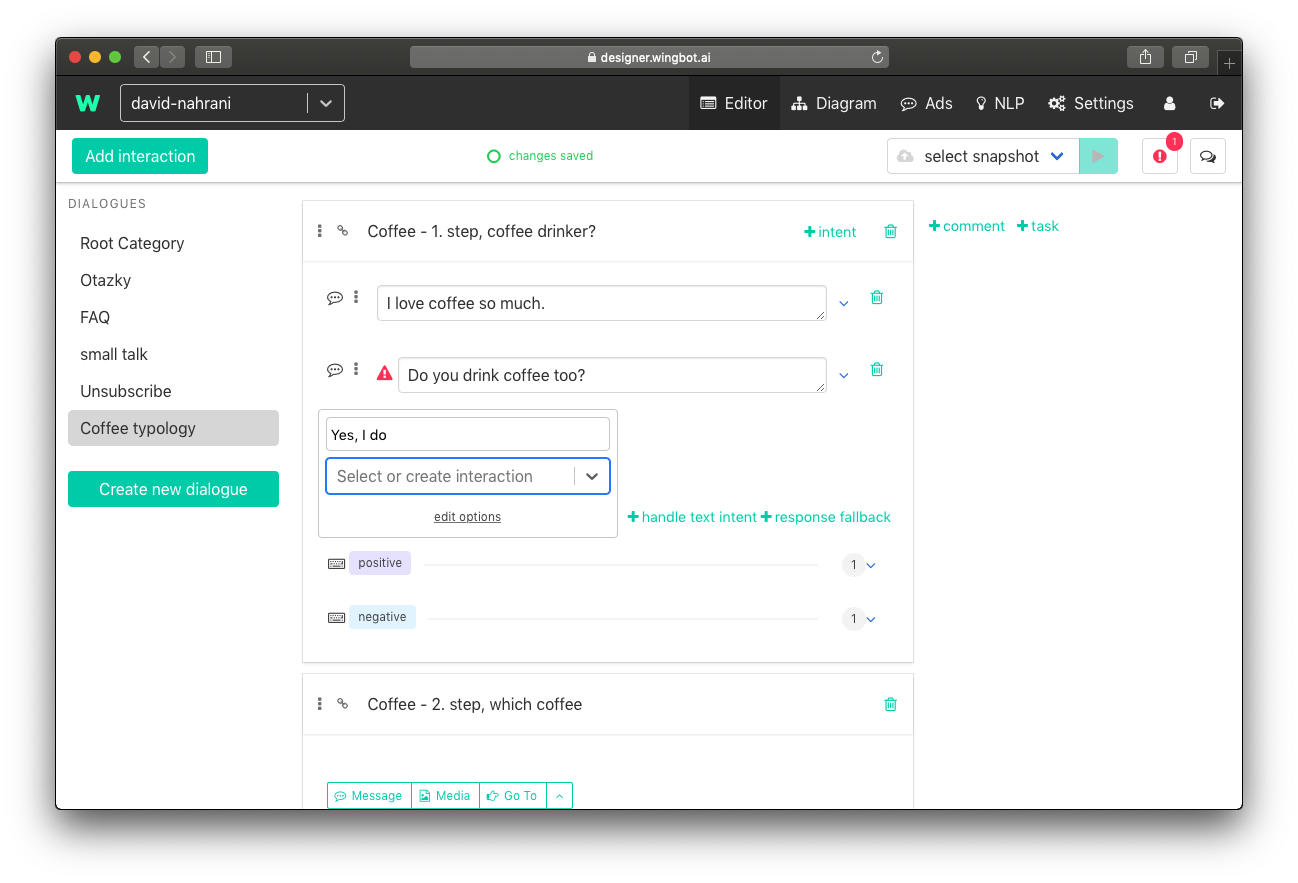 designer.wingbot.ai
W david-nahrani Editor Diagram Ads NLP Settings
Add interaction changes saved select snapshot 1
DIALOGUES
Root Category
Otazky
FAQ
small talk
Unsubscribe
Coffee typology
Create new dialogue
Coffee - 1. step, coffee drinker? +intent
I love coffee so much.
Do you drink coffee too?
Yes, I do
Select or create interaction
edit options
+handle text intent +response fallback
positive 1
negative 1
Coffee - 2. step, which coffee
Message Media Go To
+comment +task